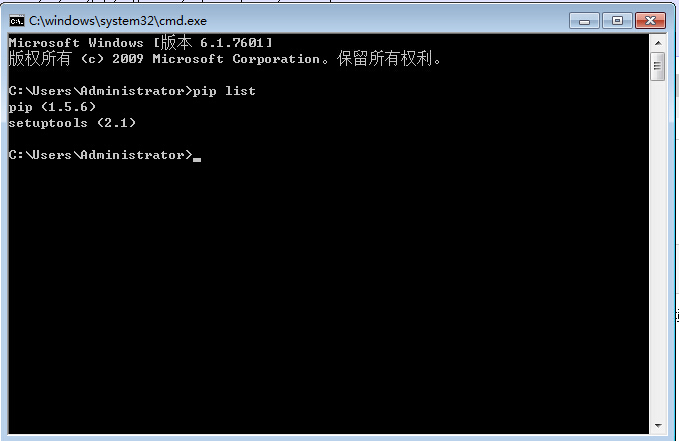 C:\windows\system32\cmd.exe
Microsoft Windows [版本 6.1.7601]
版权所有 (c) 2009 Microsoft Corporation。保留所有权利。
C:\Users\Administrator>pip list
pip (1.5.6)
setuptools (2.1)
C:\Users\Administrator>